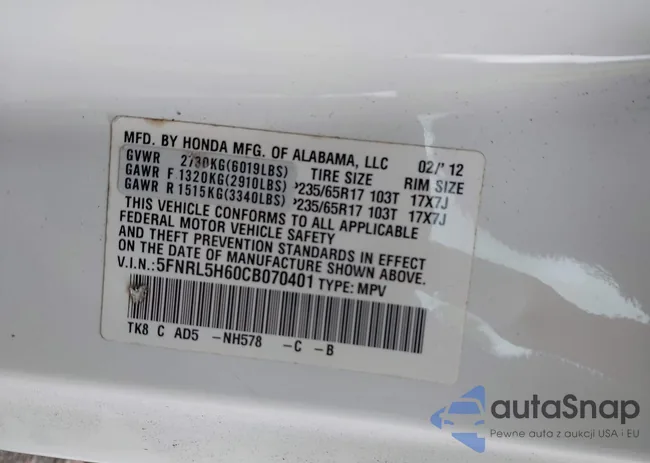 MFD. BY HONDA MFG. OF ALABAMA, LLC 02/'12
GVWR 2730KG(6019LBS) TIRE SIZE RIM SIZE
GAWR F 1320KG(2910LBS) P235/65R17 103T 17X7J
GAWR R 1515KG(3340LBS) P235/65R17 103T 17X7J
THIS VEHICLE CONFORMS TO ALL APPLICABLE
FEDERAL MOTOR VEHICLE SAFETY
AND THEFT PREVENTION STANDARDS IN EFFECT
ON THE DATE OF MANUFACTURE SHOWN ABOVE.
V.I.N.:5FNRL5H60CB070401 TYPE: MPV
TK8 C AD5 -NH578 -C -B
autaSnap
Pewne auta z aukcji USA i EU